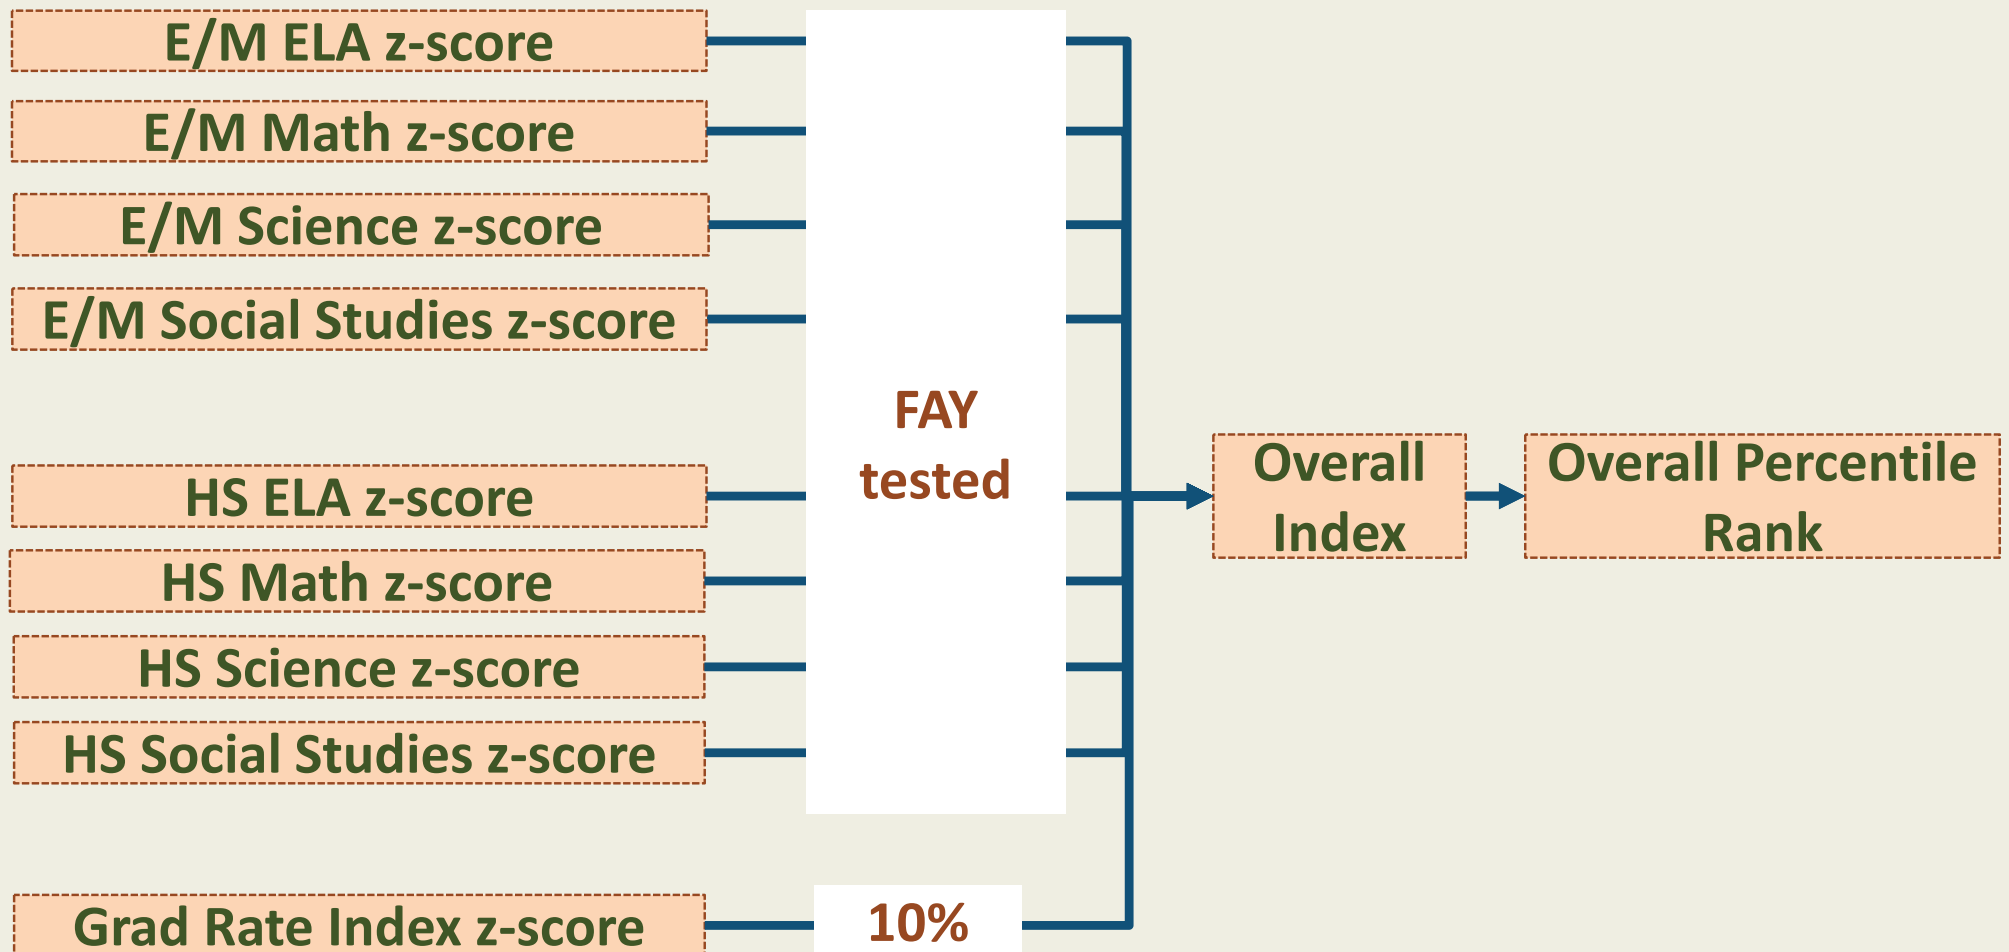 E/M ELA z-score
E/M Math z-score
E/M Science z-score
E/M Social Studies z-score
HS ELA z-score
HS Math z-score
HS Science z-score
HS Social Studies z-score
Grad Rate Index z-score
FAY
tested
10%
Overall
Index
Overall Percentile
Rank